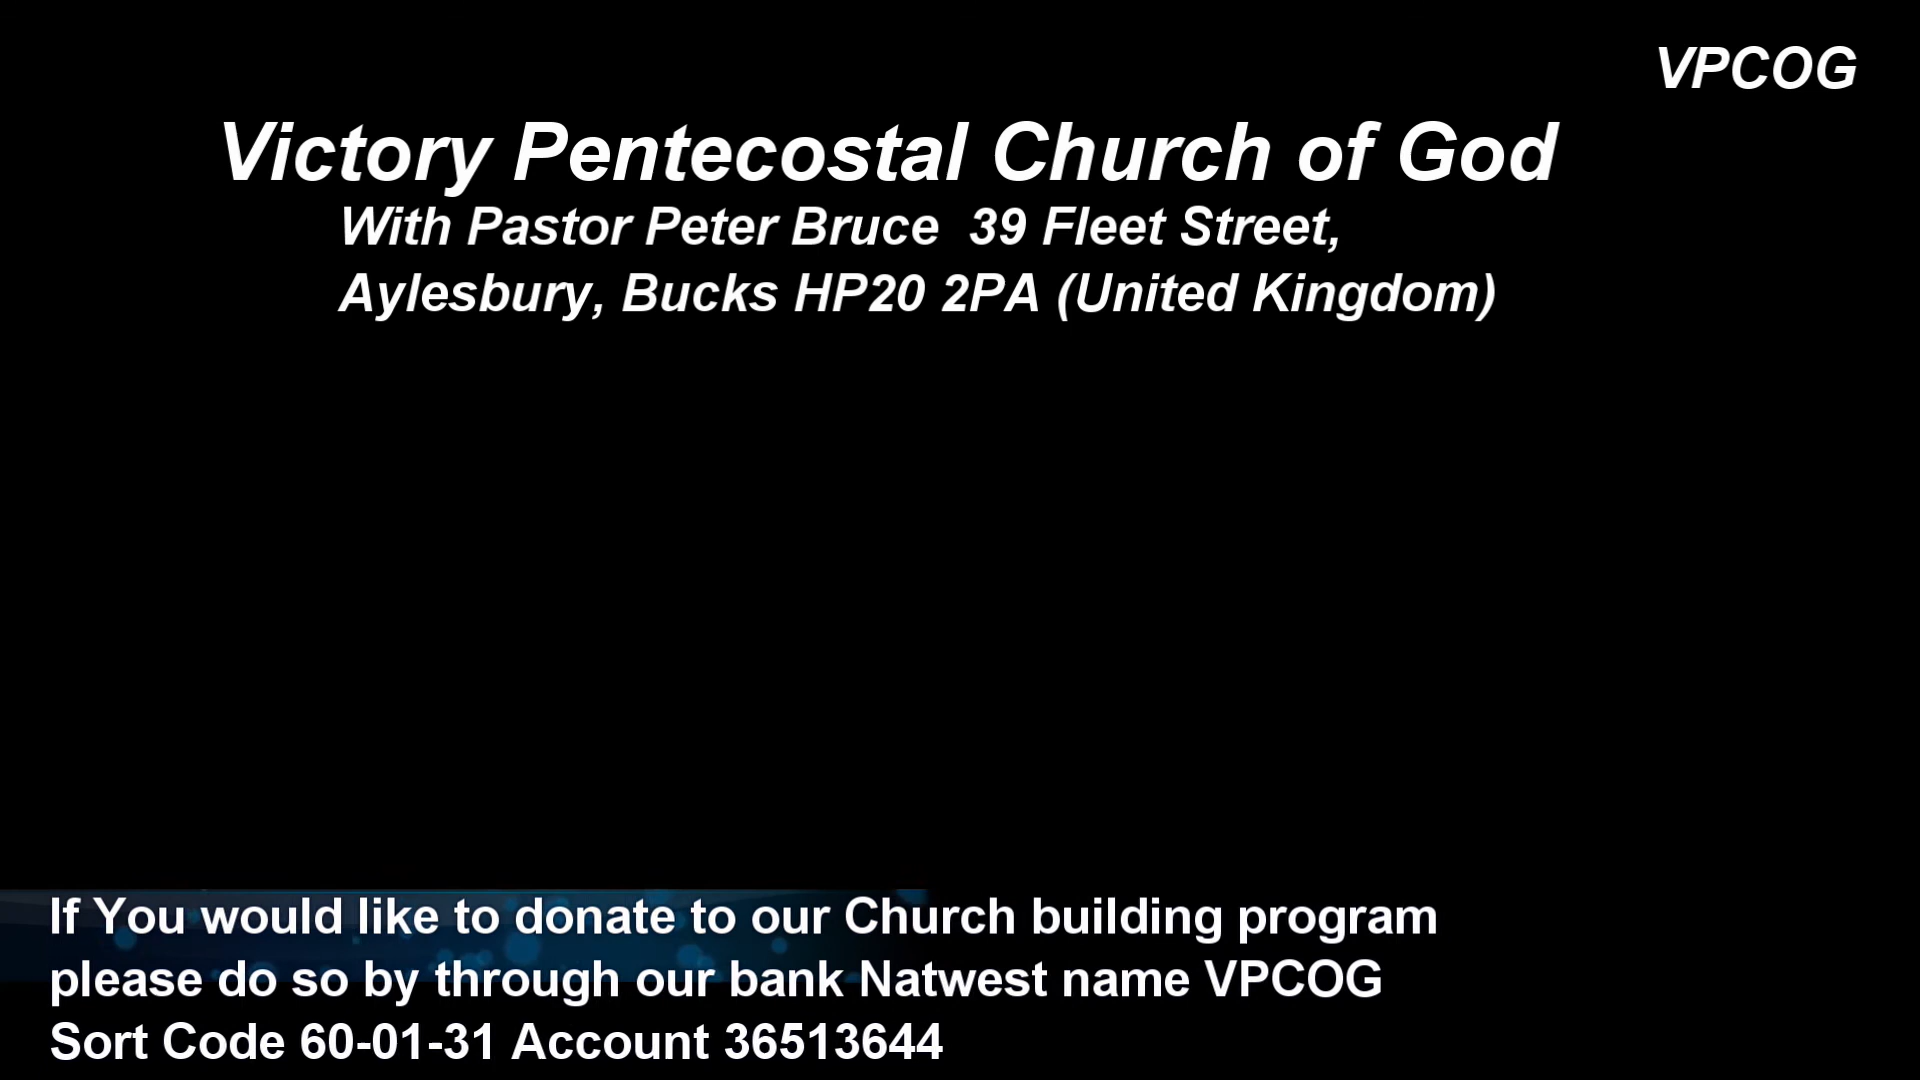 VPCOG
Victory Pentecostal Church of God
With Pastor Peter Bruce  39 Fleet Street,
Aylesbury, Bucks HP20 2PA (United Kingdom)
If You would like to donate to our Church building program
please do so by through our bank Natwest name VPCOG
Sort Code 60-01-31 Account 36513644